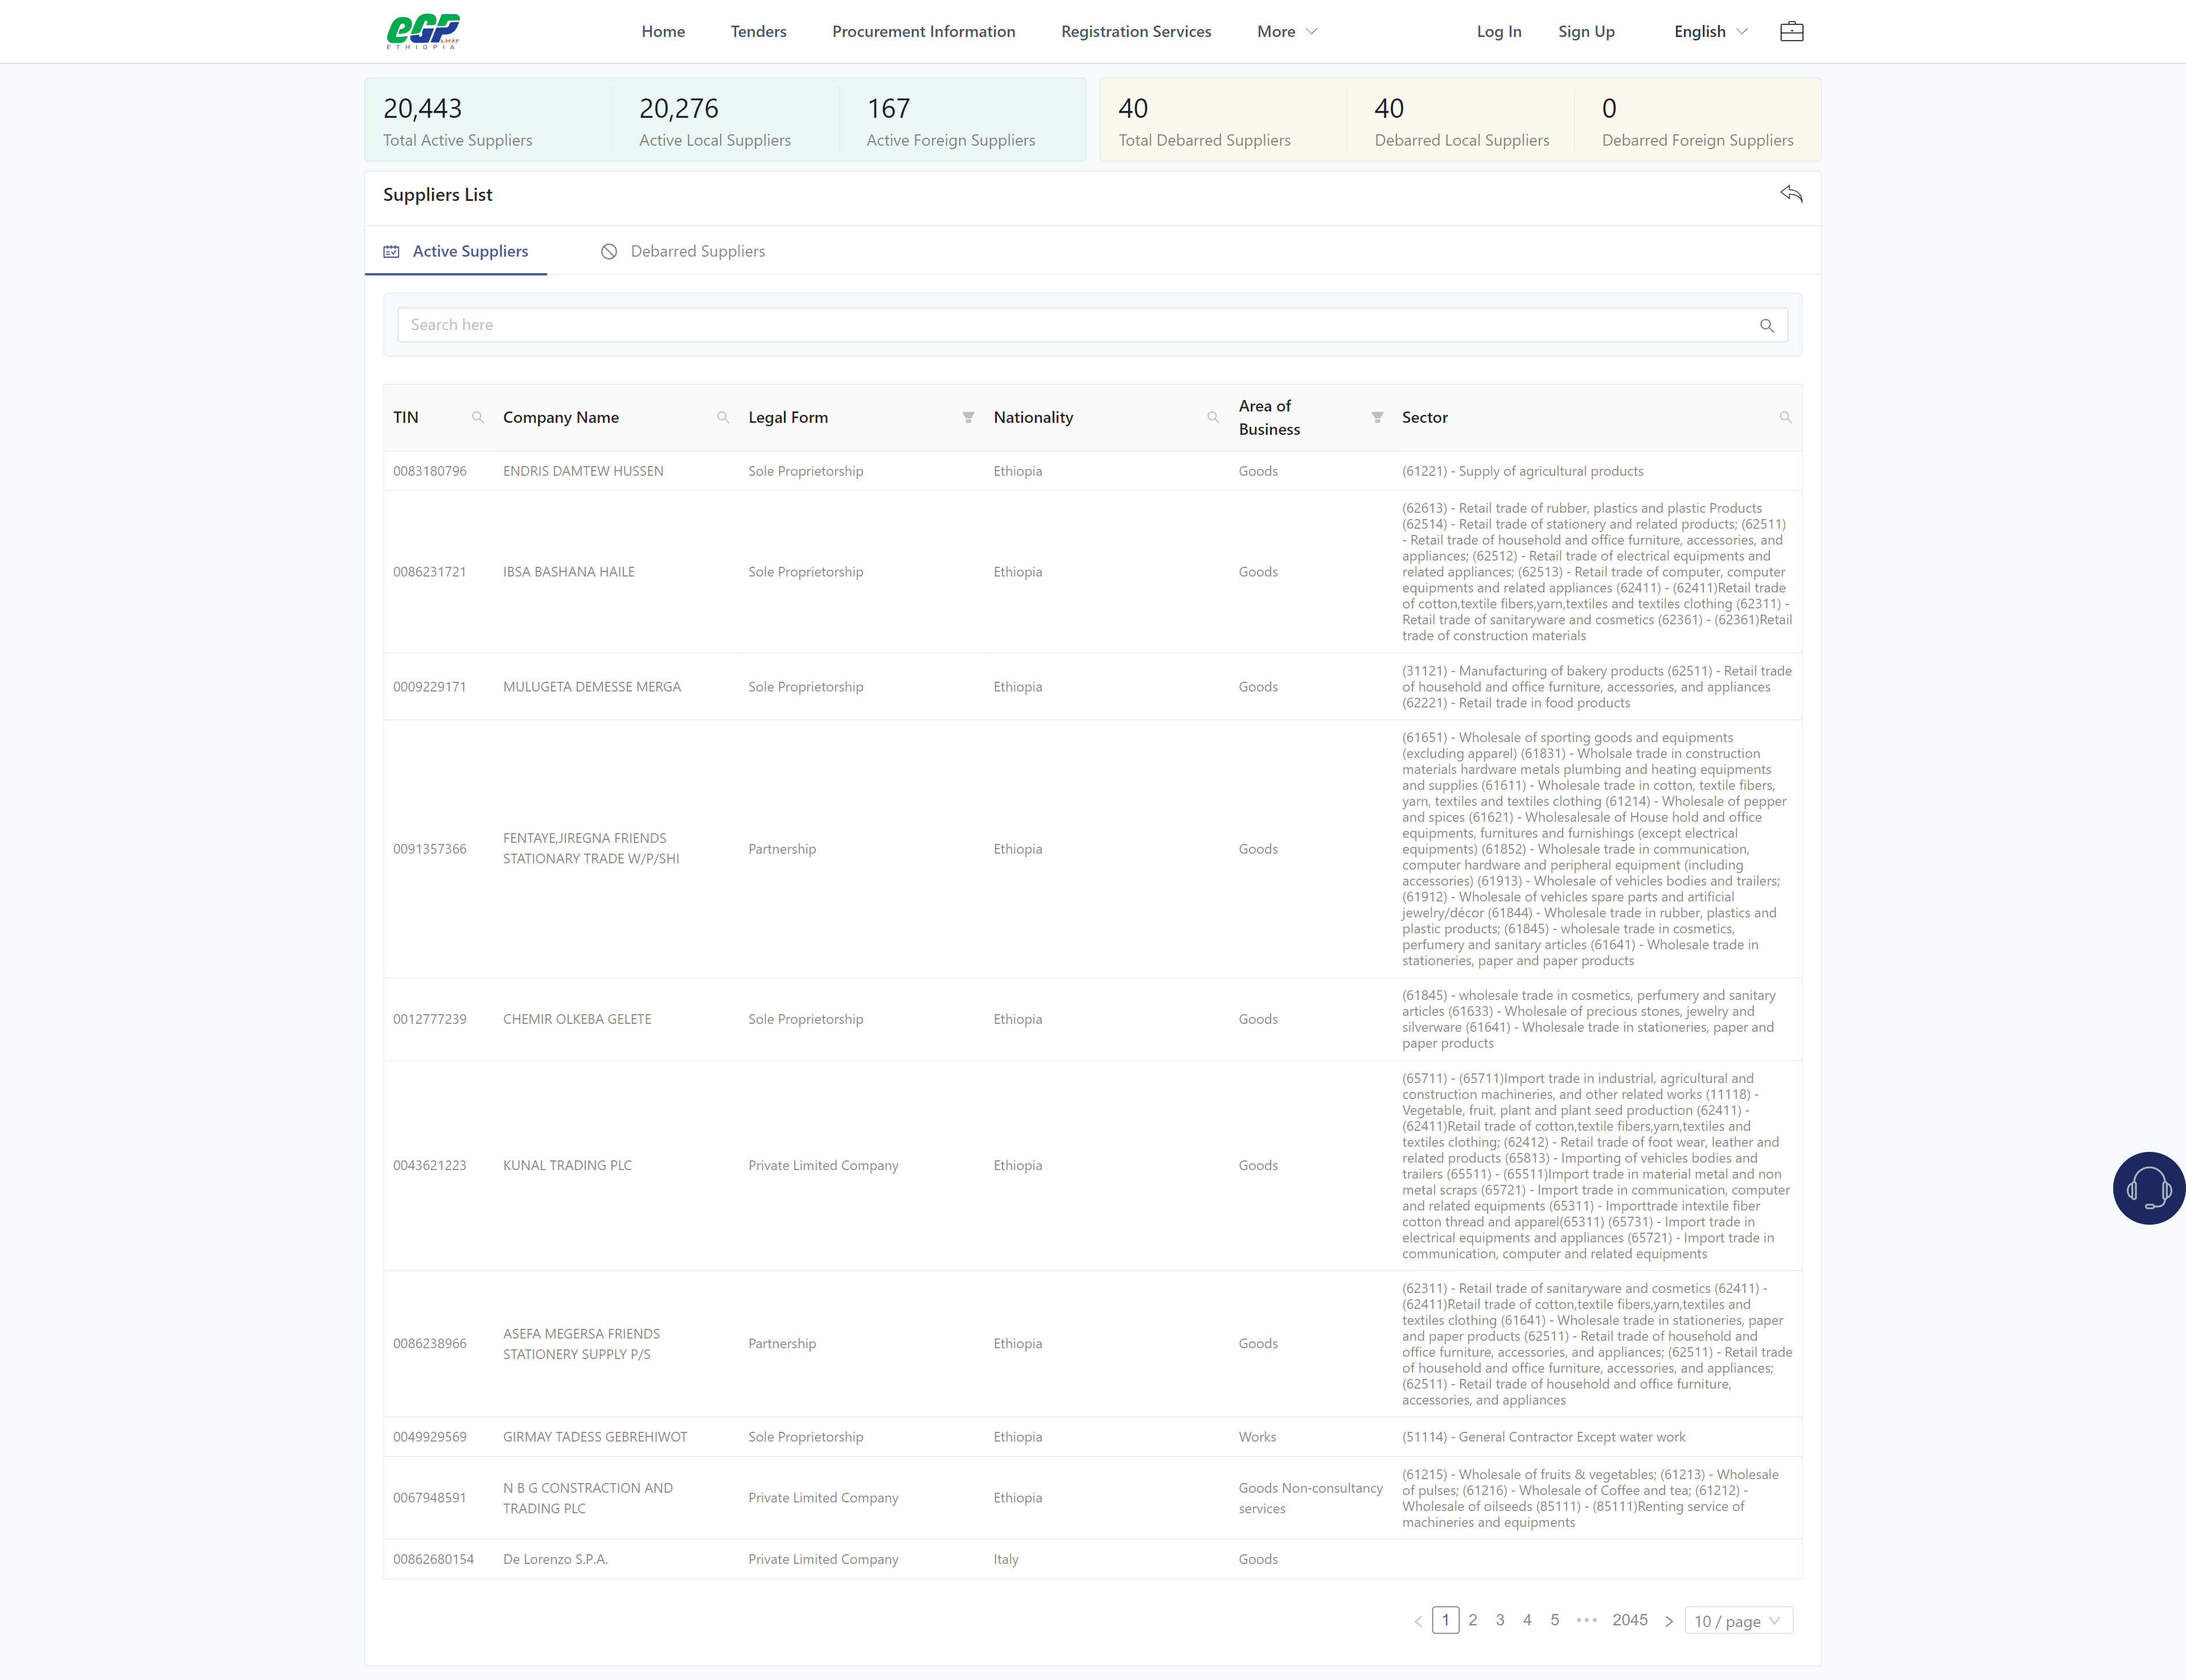 eGP
ETHIOPIA
Home
Tenders
Procurement Information
Registration Services
More
Log In
Sign Up
English
20,443
Total Active Suppliers
20,276
Active Local Suppliers
167
Active Foreign Suppliers
40
Total Debarred Suppliers
40
Debarred Local Suppliers
0
Debarred Foreign Suppliers
Suppliers List
Active Suppliers
Debarred Suppliers
Search here
TIN
Company Name
Legal Form
Nationality
Area of
Business
Sector
0083180796
ENDRIS DAMTEW HUSSEN
Sole Proprietorship
Ethiopia
Goods
(61221) - Supply of agricultural products
0086231721
IBSA BASHANA HAILE
Sole Proprietorship
Ethiopia
Goods
(62613) - Retail trade of rubber, plastics and plastic Products
(62514) - Retail trade of stationery and related products; (62511)
- Retail trade of household and office furniture, accessories, and
appliances; (62512) - Retail trade of electrical equipments and
related appliances; (62513) - Retail trade of computer, computer
equipments and related appliances (62411) - (62411)Retail trade
of cotton,textile fibers,yarn,textiles and textiles clothing (62311) -
Retail trade of sanitaryware and cosmetics (62361) - (62361)Retail
trade of construction materials
0009229171
MULUGETA DEMESSE MERGA
Sole Proprietorship
Ethiopia
Goods
(31121) - Manufacturing of bakery products (62511) - Retail trade
of household and office furniture, accessories, and appliances
(62221) - Retail trade in food products
0091357366
FENTAYE,JIREGNA FRIENDS
STATIONARY TRADE W/P/SHI
Partnership
Ethiopia
Goods
(61651) - Wholesale of sporting goods and equipments
(excluding apparel) (61831) - Wholsale trade in construction
materials hardware metals plumbing and heating equipments
and supplies (61611) - Wholesale trade in cotton, textile fibers,
yarn, textiles and textiles clothing (61214) - Wholesale of pepper
and spices (61621) - Wholesalesale of House hold and office
equipments, furnitures and furnishings (except electrical
equipments) (61852) - Wholesale trade in communication,
computer hardware and peripheral equipment (including
accessories) (61913) - Wholesale of vehicles bodies and trailers;
(61912) - Wholesale of vehicles spare parts and artificial
jewelry/décor (61844) - Wholesale trade in rubber, plastics and
plastic products; (61845) - wholesale trade in cosmetics,
perfumery and sanitary articles (61641) - Wholesale trade in
stationeries, paper and paper products
0012777239
CHEMIR OLKEBA GELETE
Sole Proprietorship
Ethiopia
Goods
(61845) - wholesale trade in cosmetics, perfumery and sanitary
articles (61633) - Wholesale of precious stones, jewelry and
silverware (61641) - Wholesale trade in stationeries, paper and
paper products
0043621223
KUNAL TRADING PLC
Private Limited Company
Ethiopia
Goods
(65711) - (65711)Import trade in industrial, agricultural and
construction machineries, and other related works (11118) -
Vegetable, fruit, plant and plant seed production (62411) -
(62411)Retail trade of cotton,textile fibers,yarn,textiles and
textiles clothing; (62412) - Retail trade of foot wear, leather and
related products (65813) - Importing of vehicles bodies and
trailers (65511) - (65511)Import trade in material metal and non
metal scraps (65721) - Import trade in communication, computer
and related equipments (65311) - Importtrade intextile fiber
cotton thread and apparel(65311) (65731) - Import trade in
electrical equipments and appliances (65721) - Import trade in
communication, computer and related equipments
0086238966
ASEFA MEGERSA FRIENDS
STATIONERY SUPPLY P/S
Partnership
Ethiopia
Goods
(62311) - Retail trade of sanitaryware and cosmetics (62411) -
(62411)Retail trade of cotton,textile fibers,yarn,textiles and
textiles clothing (61641) - Wholesale trade in stationeries, paper
and paper products (62511) - Retail trade of household and
office furniture, accessories, and appliances; (62511) - Retail trade
of household and office furniture, accessories, and appliances;
(62511) - Retail trade of household and office furniture,
accessories, and appliances
0049929569
GIRMAY TADESS GEBREHIWOT
Sole Proprietorship
Ethiopia
Works
(51114) - General Contractor Except water work
0067948591
N B G CONSTRACTION AND
TRADING PLC
Private Limited Company
Ethiopia
Goods Non-consultancy
services
(61215) - Wholesale of fruits & vegetables; (61213) - Wholesale
of pulses; (61216) - Wholesale of Coffee and tea; (61212) -
Wholesale of oilseeds (85111) - (85111)Renting service of
machineries and equipments
00862680154
De Lorenzo S.P.A.
Private Limited Company
Italy
Goods
1 2 3 4 5 ••• 2045
10 / page